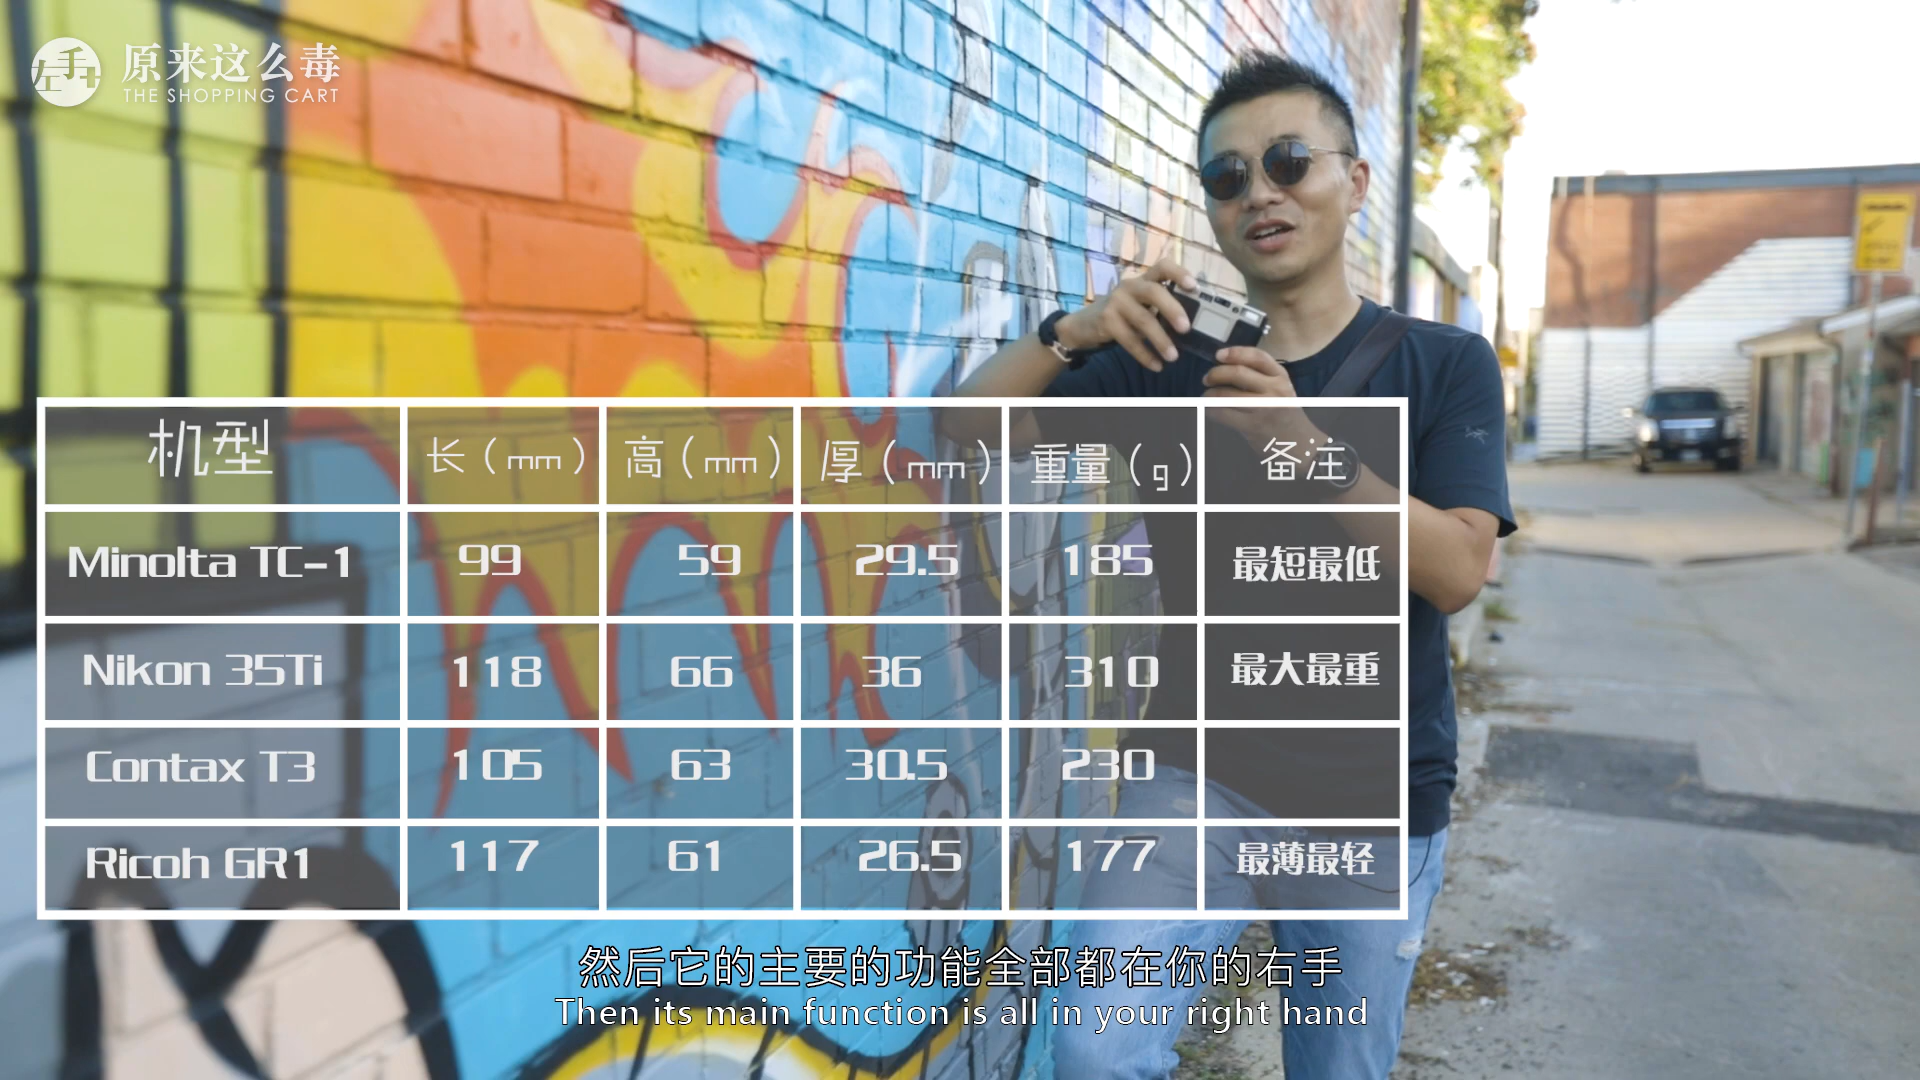 左手
原来这么毒
THE SHOPPING CART
机型 长(mm) 高(mm) 厚(mm) 重量(g) 备注
Minolta TC-1 99 59 29.5 185 最短最低
Nikon 35Ti 118 66 36 310 最大最重
Contax T3 105 63 30.5 230
Ricoh GR1 117 61 26.5 177 最薄最轻
然后它的主要的功能全部都在你的右手
Then its main function is all in your right hand